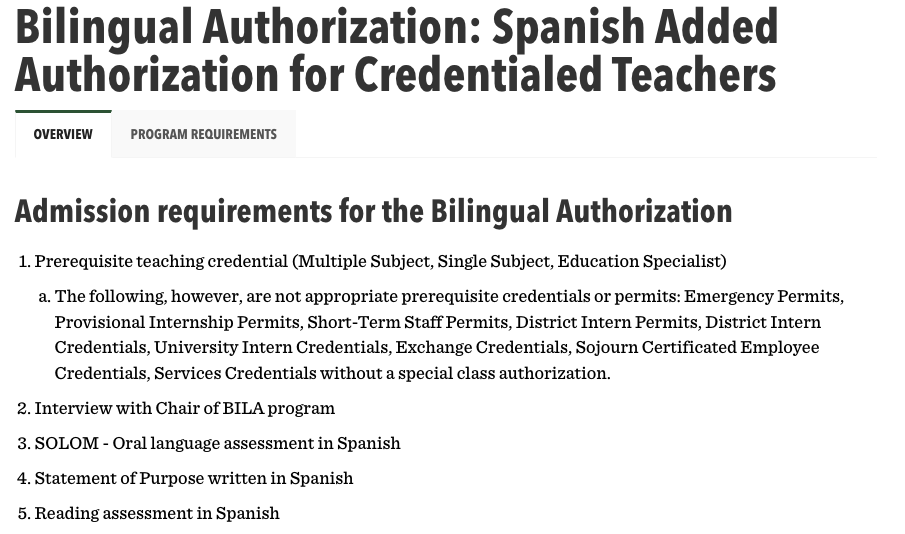 Bilingual Authorization: Spanish Added
Authorization for Credentialed Teachers
OVERVIEW
PROGRAM REQUIREMENTS
Admission requirements for the Bilingual Authorization
1. Prerequisite teaching credential (Multiple Subject, Single Subject, Education Specialist)
a. The following, however, are not appropriate prerequisite credentials or permits: Emergency Permits,
Provisional Internship Permits, Short-Term Staff Permits, District Intern Permits, District Intern
Credentials, University Intern Credentials, Exchange Credentials, Sojourn Certificated Employee
Credentials, Services Credentials without a special class authorization.
2. Interview with Chair of BILA program
3. SOLOM - Oral language assessment in Spanish
4. Statement of Purpose written in Spanish
5. Reading assessment in Spanish